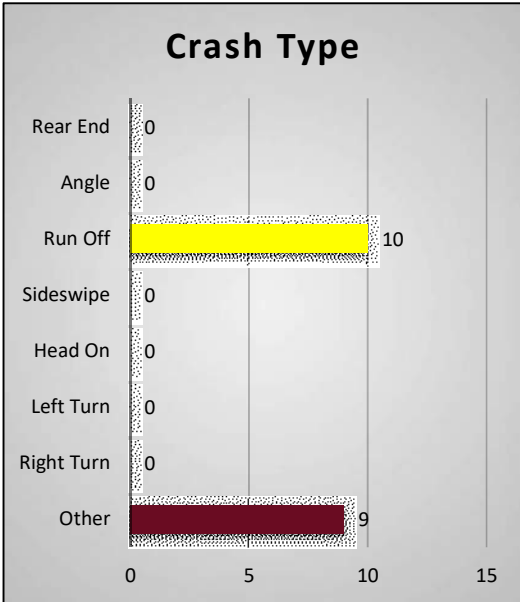 Crash Type
Rear End 0
Angle 0
Run Off 10
Sideswipe 0
Head On 0
Left Turn 0
Right Turn 0
Other 9
0 5 10 15